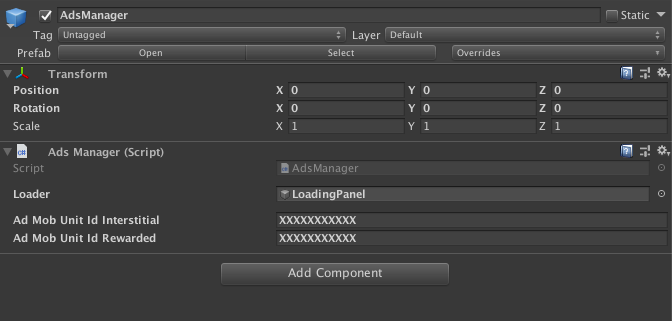 AdsManager Static
Tag Untagged Layer Default
Prefab Open Select Overrides
Transform
Position X 0 Y 0 Z 0
Rotation X 0 Y 0 Z 0
Scale X 1 Y 1 Z 1
Ads Manager (Script)
Script AdsManager
Loader LoadingPanel
Ad Mob Unit Id Interstitial XXXXXXXXXXX
Ad Mob Unit Id Rewarded XXXXXXXXXXX
Add Component